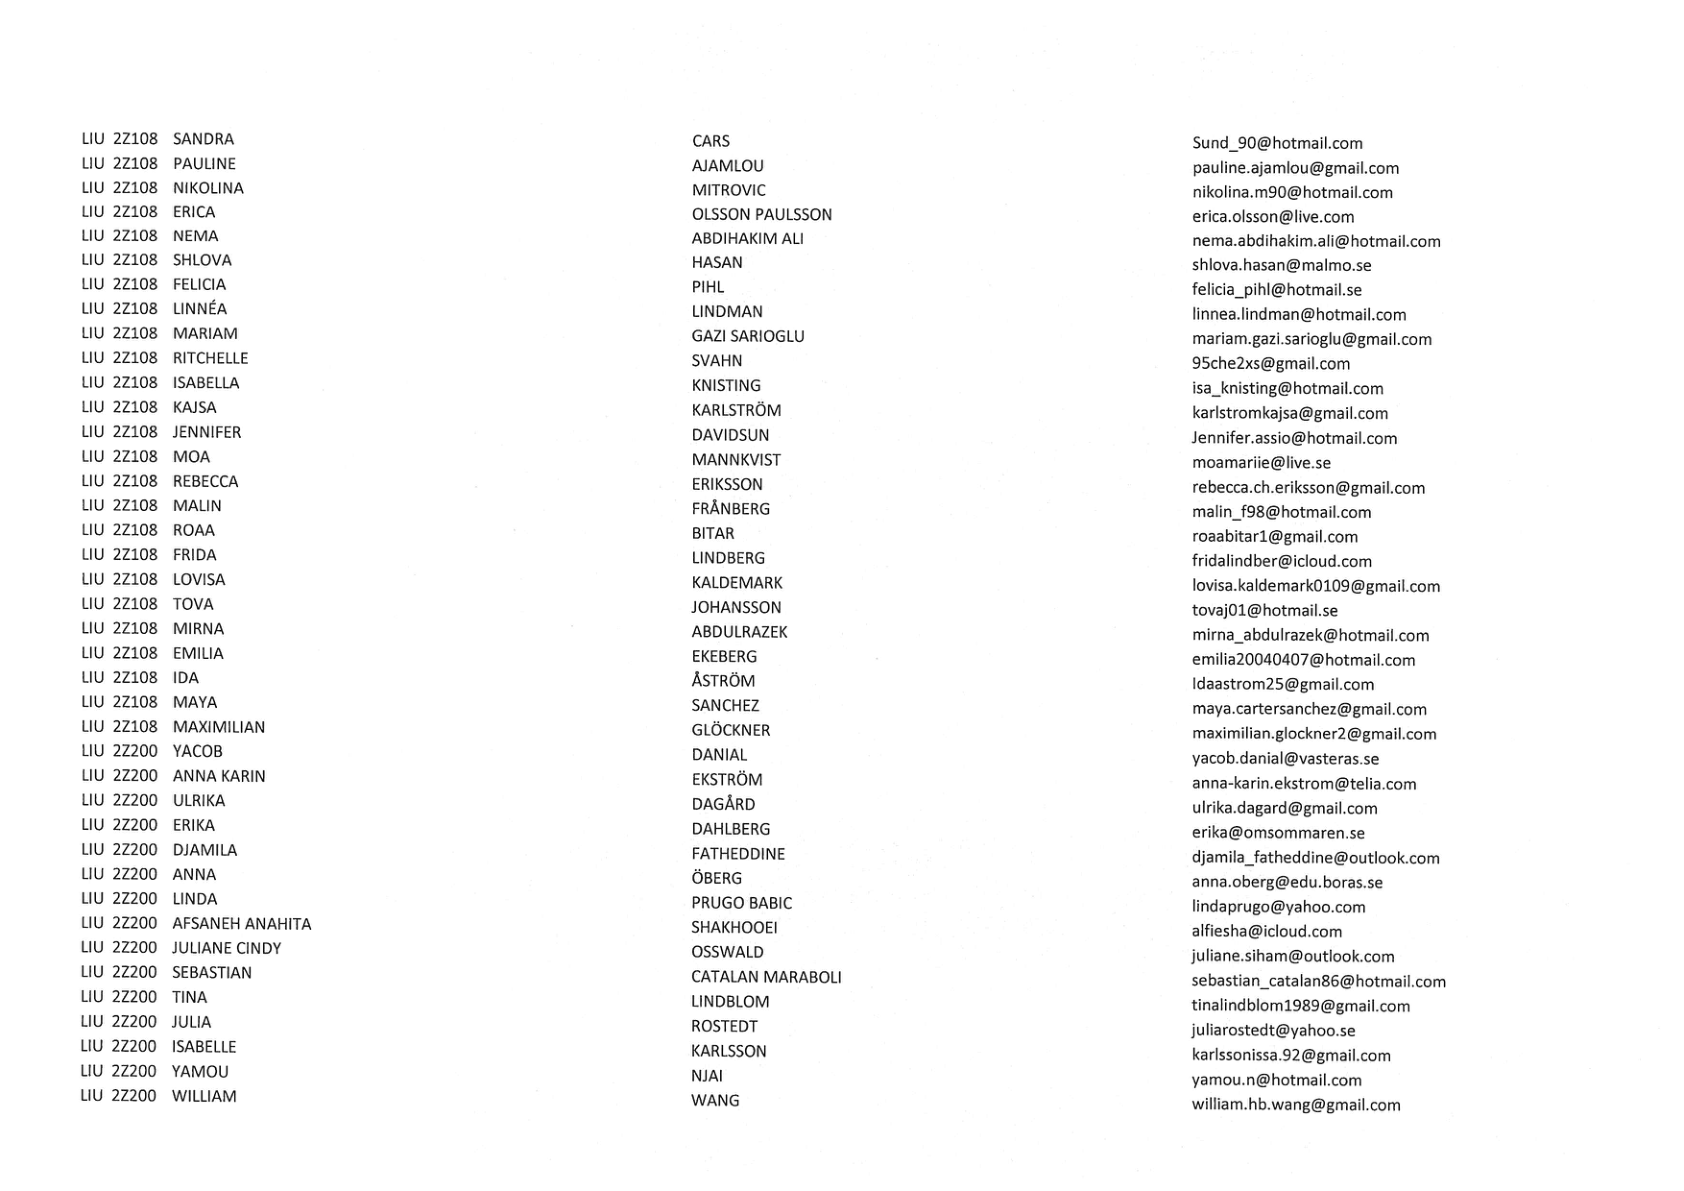 LIU 2Z108 SANDRA CARS Sund_90@hotmail.com
LIU 2Z108 PAULINE AJAMLOU pauline.ajamlou@gmail.com
LIU 2Z108 NIKOLINA MITROVIC nikolina.m90@hotmail.com
LIU 2Z108 ERICA OLSSON PAULSSON erica.olsson@live.com
LIU 2Z108 NEMA ABDIHAKIM ALI nema.abdihakim.ali@hotmail.com
LIU 2Z108 SHLOVA HASAN shlova.hasan@malmo.se
LIU 2Z108 FELICIA PIHL felicia_pihl@hotmail.se
LIU 2Z108 LINNÉA LINDMAN linnea.lindman@hotmail.com
LIU 2Z108 MARIAM GAZI SARIOGLU mariam.gazi.sarioglu@gmail.com
LIU 2Z108 RITCHELLE SVAHN 95che2xs@gmail.com
LIU 2Z108 ISABELLA KNISTING isa_knisting@hotmail.com
LIU 2Z108 KAJSA KARLSTRÖM karlstromkajsa@gmail.com
LIU 2Z108 JENNIFER DAVIDSUN Jennifer.assio@hotmail.com
LIU 2Z108 MOA MANNKVIST moamariie@live.se
LIU 2Z108 REBECCA ERIKSSON rebecca.ch.eriksson@gmail.com
LIU 2Z108 MALIN FRÅNBERG malin_f98@hotmail.com
LIU 2Z108 ROAA BITAR roaabitar1@gmail.com
LIU 2Z108 FRIDA LINDBERG fridalindber@icloud.com
LIU 2Z108 LOVISA KALDEMARK lovisa.kaldemark0109@gmail.com
LIU 2Z108 TOVA JOHANSSON tovaj01@hotmail.se
LIU 2Z108 MIRNA ABDULRAZEK mirna_abdulrazek@hotmail.com
LIU 2Z108 EMILIA EKEBERG emilia20040407@hotmail.com
LIU 2Z108 IDA ÅSTRÖM Idaastrom25@gmail.com
LIU 2Z108 MAYA SANCHEZ maya.cartersanchez@gmail.com
LIU 2Z108 MAXIMILIAN GLÖCKNER maximilian.glockner2@gmail.com
LIU 2Z200 YACOB DANIAL yacob.danial@vasteras.se
LIU 2Z200 ANNA KARIN EKSTRÖM anna-karin.ekstrom@telia.com
LIU 2Z200 ULRIKA DAGÅRD ulrika.dagard@gmail.com
LIU 2Z200 ERIKA DAHLBERG erika@omsommaren.se
LIU 2Z200 DJAMILA FATHEDDINE djamila_fatheddine@outlook.com
LIU 2Z200 ANNA ÖBERG anna.oberg@edu.boras.se
LIU 2Z200 LINDA PRUGO BABIC lindaprugo@yahoo.com
LIU 2Z200 AFSANEH ANAHITA SHAKHOOEI alfiesha@icloud.com
LIU 2Z200 JULIANE CINDY OSSWALD juliane.siham@outlook.com
LIU 2Z200 SEBASTIAN CATALAN MARABOLI sebastian_catalan86@hotmail.com
LIU 2Z200 TINA LINDBLOM tinalindblom1989@gmail.com
LIU 2Z200 JULIA ROSTEDT juliarostedt@yahoo.se
LIU 2Z200 ISABELLE KARLSSON karlssonissa.92@gmail.com
LIU 2Z200 YAMOU NJAI yamou.n@hotmail.com
LIU 2Z200 WILLIAM WANG william.hb.wang@gmail.com